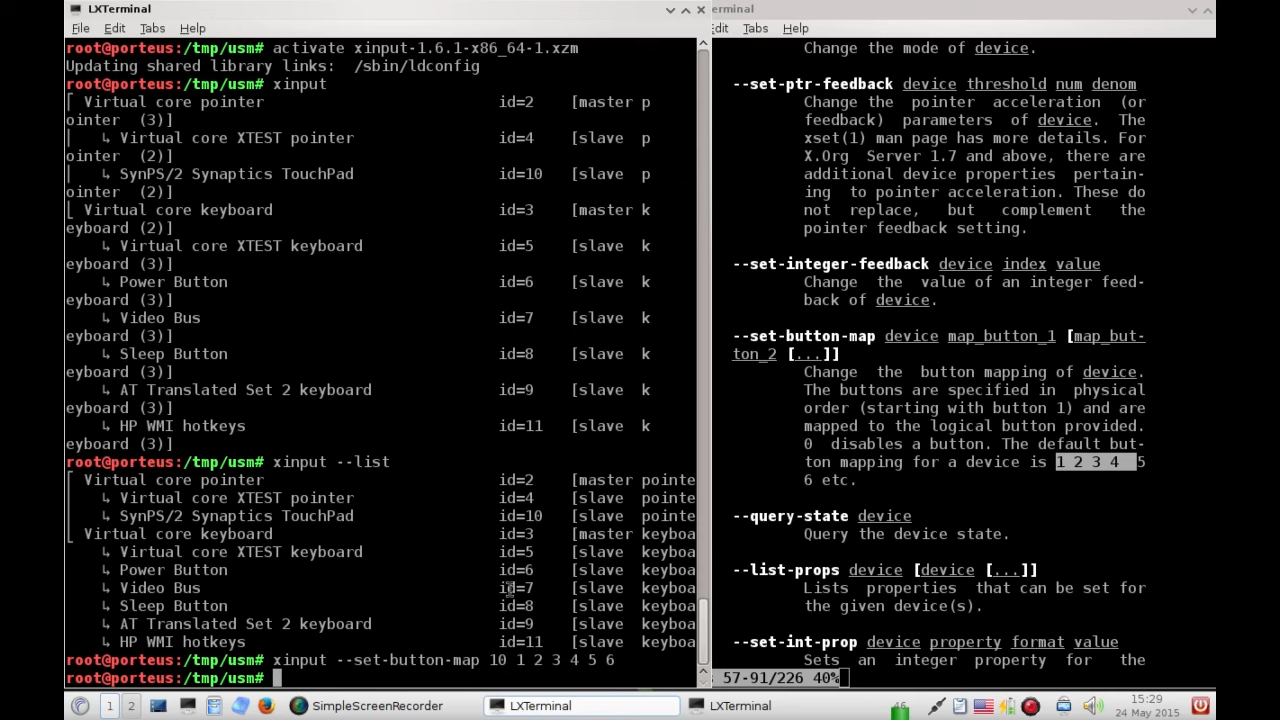 LXTerminal
File Edit Tabs Help
root@porteus:/tmp/usm# activate xinput-1.6.1-x86_64-1.xzm
Updating shared library links:  /sbin/ldconfig
root@porteus:/tmp/usm# xinput
⎡ Virtual core pointer                          id=2    [master p
ointer  (3)]
⎜   ↳ Virtual core XTEST pointer                id=4    [slave  p
ointer  (2)]
⎜   ↳ SynPS/2 Synaptics TouchPad                id=10   [slave  p
ointer  (2)]
⎣ Virtual core keyboard                         id=3    [master k
eyboard (2)]
    ↳ Virtual core XTEST keyboard               id=5    [slave  k
eyboard (3)]
    ↳ Power Button                              id=6    [slave  k
eyboard (3)]
    ↳ Video Bus                                 id=7    [slave  k
eyboard (3)]
    ↳ Sleep Button                              id=8    [slave  k
eyboard (3)]
    ↳ AT Translated Set 2 keyboard              id=9    [slave  k
eyboard (3)]
    ↳ HP WMI hotkeys                            id=11   [slave  k
eyboard (3)]
root@porteus:/tmp/usm# xinput --list
⎡ Virtual core pointer                          id=2    [master pointe
⎜   ↳ Virtual core XTEST pointer                id=4    [slave  pointe
⎜   ↳ SynPS/2 Synaptics TouchPad                id=10   [slave  pointe
⎣ Virtual core keyboard                         id=3    [master keyboa
    ↳ Virtual core XTEST keyboard               id=5    [slave  keyboa
    ↳ Power Button                              id=6    [slave  keyboa
    ↳ Video Bus                                 id=7    [slave  keyboa
    ↳ Sleep Button                              id=8    [slave  keyboa
    ↳ AT Translated Set 2 keyboard              id=9    [slave  keyboa
    ↳ HP WMI hotkeys                            id=11   [slave  keyboa
root@porteus:/tmp/usm# xinput --set-button-map 10 1 2 3 4 5 6
root@porteus:/tmp/usm#
erminal
dit Tabs Help
Change the mode of device.
--set-ptr-feedback device threshold num denom
Change the pointer acceleration (or
feedback) parameters of device. The
xset(1) man page has more details. For
X.Org Server 1.7 and above, there are
additional device properties pertain-
ing to pointer acceleration. These do
not replace, but complement the
pointer feedback setting.
--set-integer-feedback device index value
Change the value of an integer feed-
back of device.
--set-button-map device map_button_1 [map_but-
ton_2 [...]]
Change the button mapping of device.
The buttons are specified in physical
order (starting with button 1) and are
mapped to the logical button provided.
0 disables a button. The default but-
ton mapping for a device is 1 2 3 4 5
6 etc.
--query-state device
Query the device state.
--list-props device [device [...]]
Lists properties that can be set for
the given device(s).
--set-int-prop device property format value
Sets an integer property for the
57-91/226 40%
1 2 SimpleScreenRecorder LXTerminal LXTerminal 46 15:29
24 May 2015